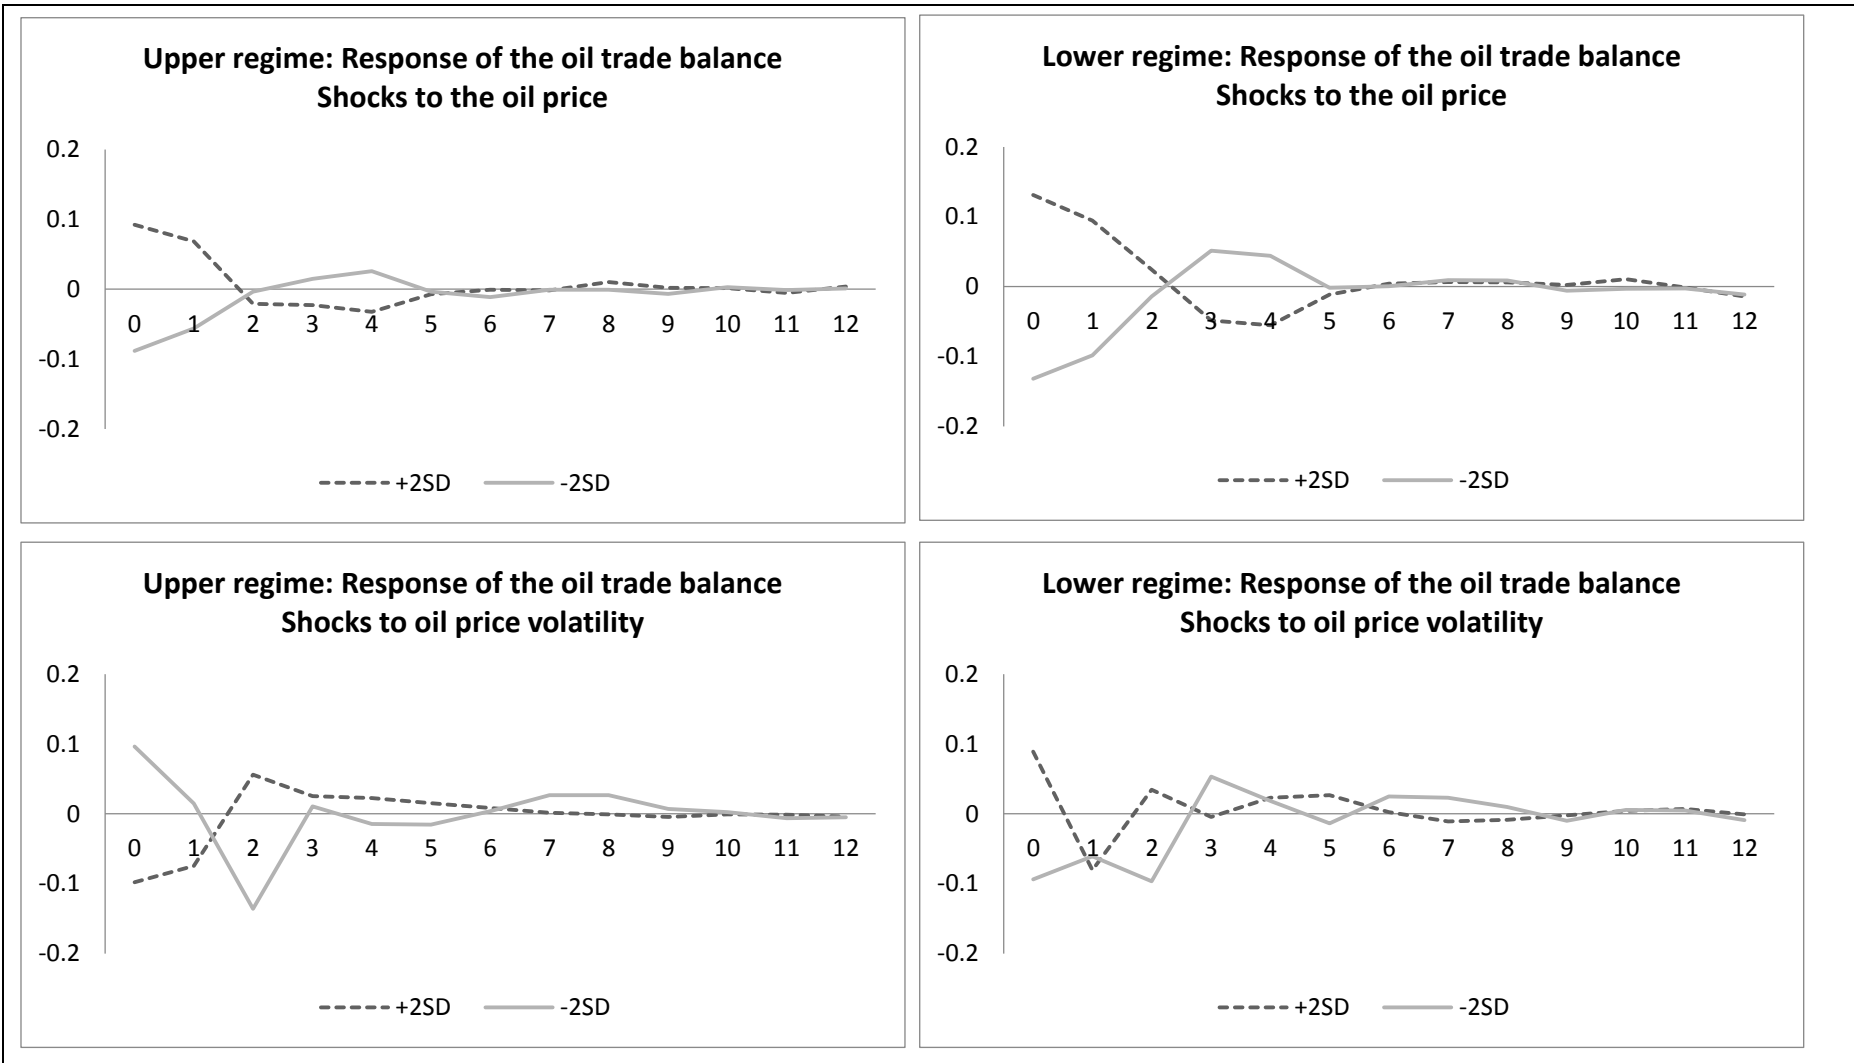 Upper regime: Response of the oil trade balance
Shocks to the oil price
0.2
0.1
0
-0.1
-0.2
0 1 2 3 4 5 6 7 8 9 10 11 12
+2SD -2SD
Lower regime: Response of the oil trade balance
Shocks to the oil price
0.2
0.1
0
-0.1
-0.2
0 1 2 3 4 5 6 7 8 9 10 11 12
+2SD -2SD
Upper regime: Response of the oil trade balance
Shocks to oil price volatility
0.2
0.1
0
-0.1
-0.2
0 1 2 3 4 5 6 7 8 9 10 11 12
+2SD -2SD
Lower regime: Response of the oil trade balance
Shocks to oil price volatility
0.2
0.1
0
-0.1
-0.2
0 1 2 3 4 5 6 7 8 9 10 11 12
+2SD -2SD